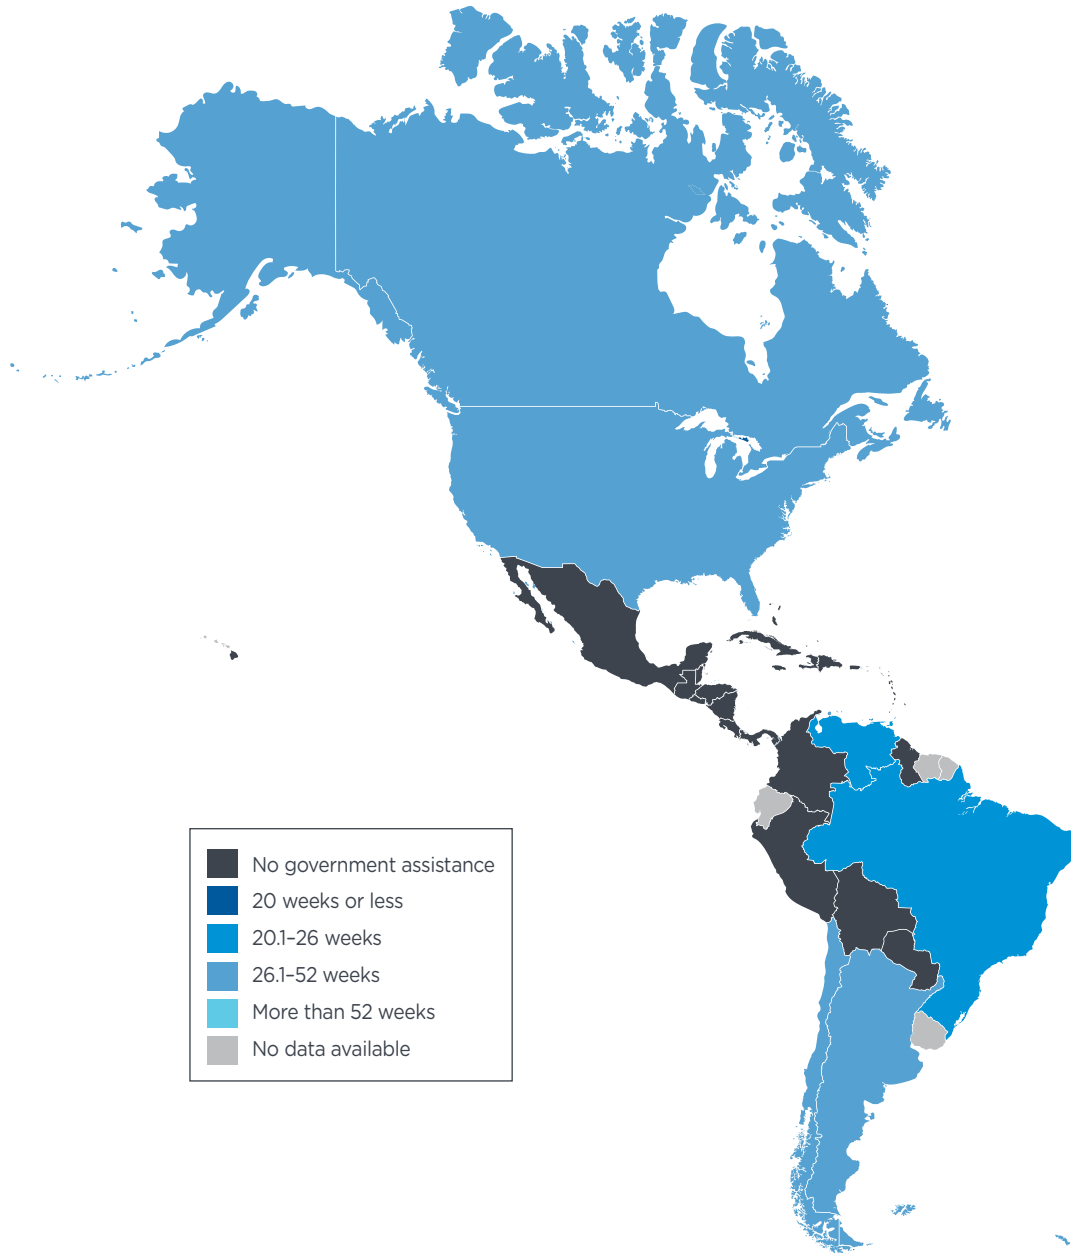 No government assistance
20 weeks or less
20.1–26 weeks
26.1–52 weeks
More than 52 weeks
No data available